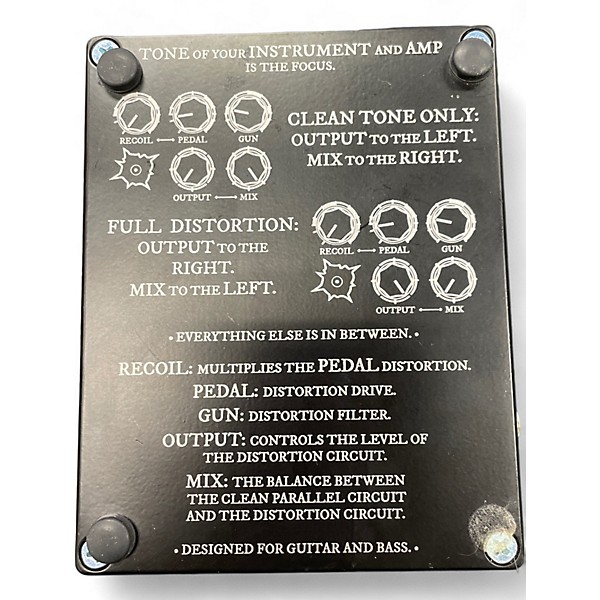 TONE OF YOUR INSTRUMENT AND AMP
IS THE FOCUS.
RECOIL ↔ PEDAL GUN
OUTPUT ↔ MIX
CLEAN TONE ONLY:
OUTPUT TO THE LEFT.
MIX TO THE RIGHT.
FULL DISTORTION:
OUTPUT TO THE
RIGHT.
MIX TO THE LEFT.
RECOIL ↔ PEDAL GUN
OUTPUT ↔ MIX
• EVERYTHING ELSE IS IN BETWEEN. •
RECOIL: MULTIPLIES THE PEDAL DISTORTION.
PEDAL: DISTORTION DRIVE.
GUN: DISTORTION FILTER.
OUTPUT: CONTROLS THE LEVEL OF
THE DISTORTION CIRCUIT.
MIX: THE BALANCE BETWEEN
THE CLEAN PARALLEL CIRCUIT
AND THE DISTORTION CIRCUIT.
• DESIGNED FOR GUITAR AND BASS. •